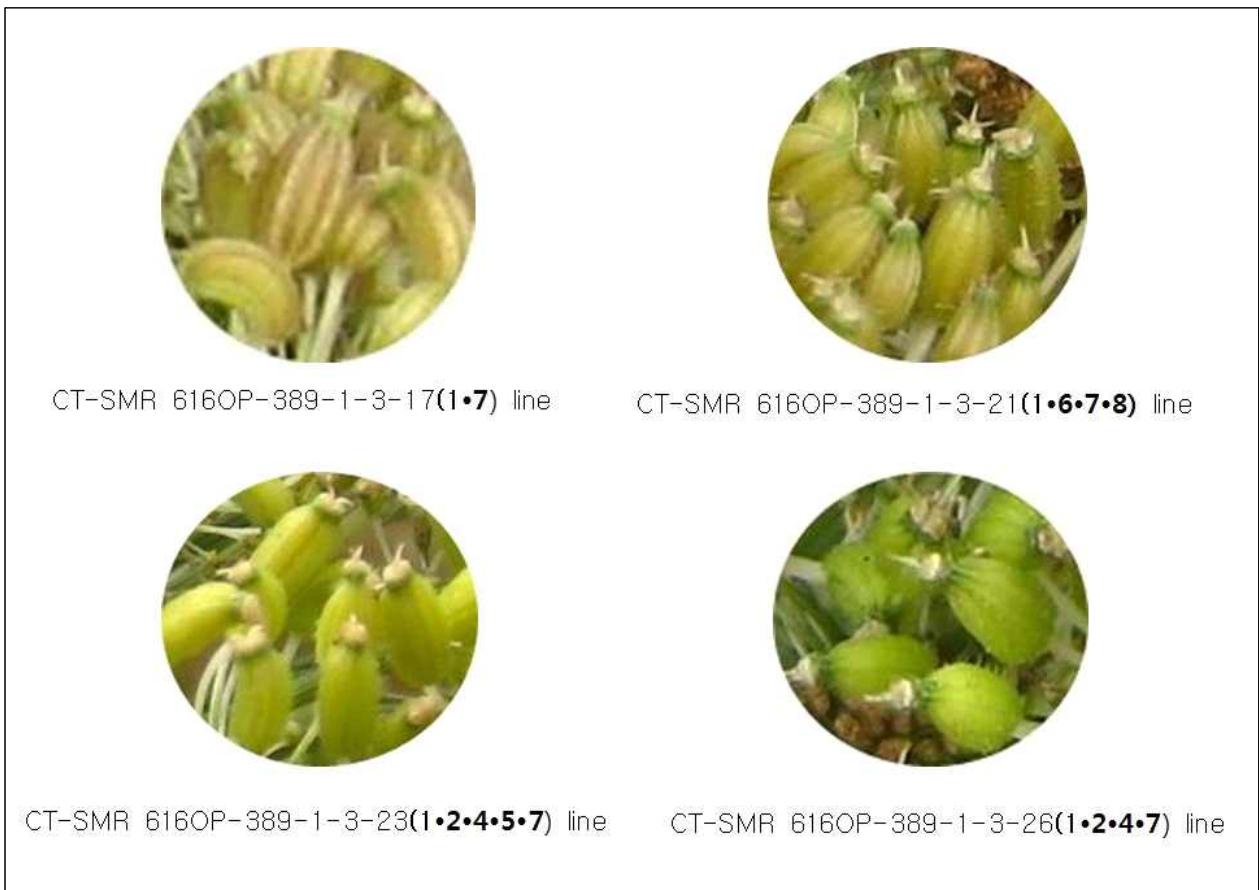 CT-SMR 616OP-389-1-3-17(1•7) line
CT-SMR 616OP-389-1-3-21(1•6•7•8) line
CT-SMR 616OP-389-1-3-23(1•2•4•5•7) line
CT-SMR 616OP-389-1-3-26(1•2•4•7) line